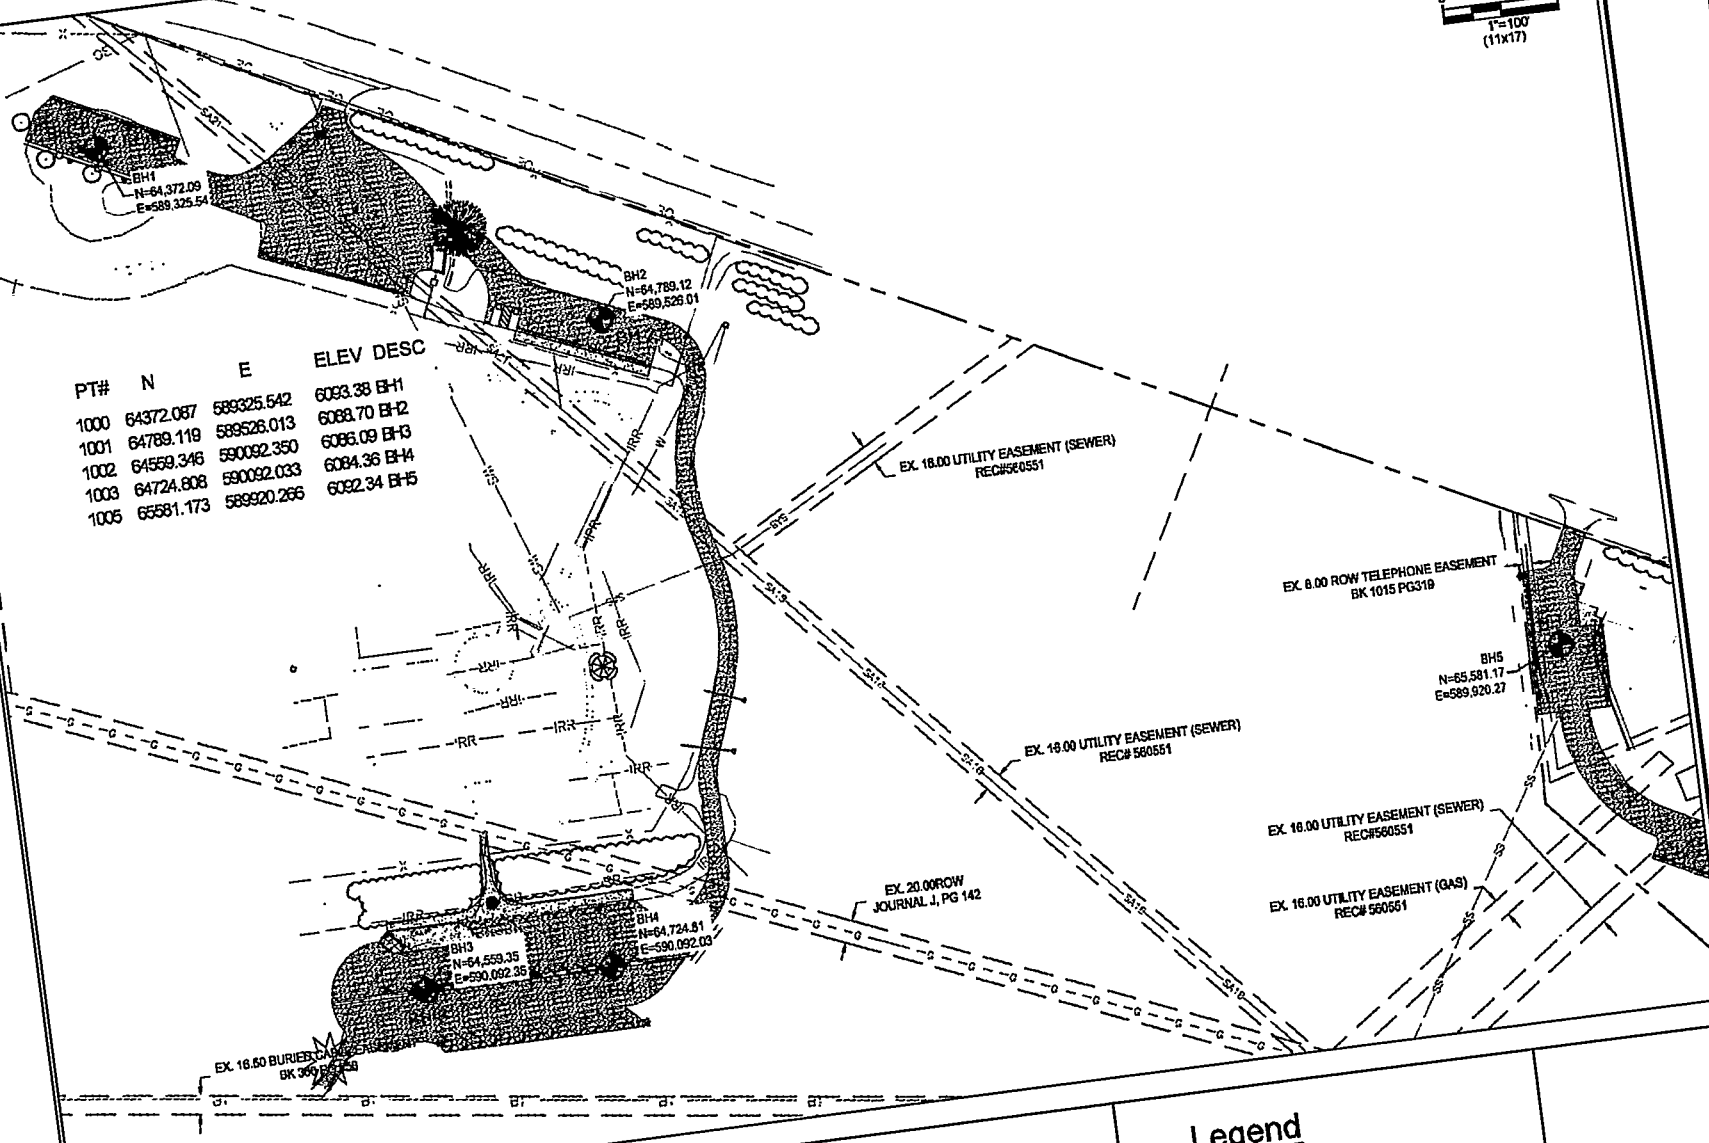 1"=100'
(11x17)
BH1
N=64,372.09
E=589,325.54
BH2
N=64,789.12
E=589,526.01
PT# N E ELEV DESC
1000 64372.087 589325.542 6093.38 BH1
1001 64789.119 589526.013 6088.70 BH2
1002 64559.346 590092.350 6086.09 BH3
1003 64724.808 590092.033 6084.36 BH4
1005 65581.173 589920.266 6092.34 BH5
EX. 16.00 UTILITY EASEMENT (SEWER)
REC#560551
EX. 8.00 ROW TELEPHONE EASEMENT
BK 1015 PG319
BH5
N=65,581.17
E=589,920.27
EX. 16.00 UTILITY EASEMENT (SEWER)
REC# 560551
EX. 16.00 UTILITY EASEMENT (SEWER)
REC#560551
EX. 16.00 UTILITY EASEMENT (GAS)
REC# 560561
EX. 20.00ROW
JOURNAL J, PG 142
BH4
N=64,724.81
E=590,092.03
BH3
N=64,559.35
E=590,092.35
EX. 16.50 BURIED
BK
Legend